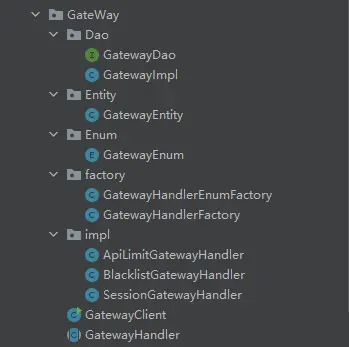 GateWay
Dao
GatewayDao
GatewayImpl
Entity
GatewayEntity
Enum
GatewayEnum
factory
GatewayHandlerEnumFactory
GatewayHandlerFactory
impl
ApiLimitGatewayHandler
BlacklistGatewayHandler
SessionGatewayHandler
GatewayClient
GatewayHandler